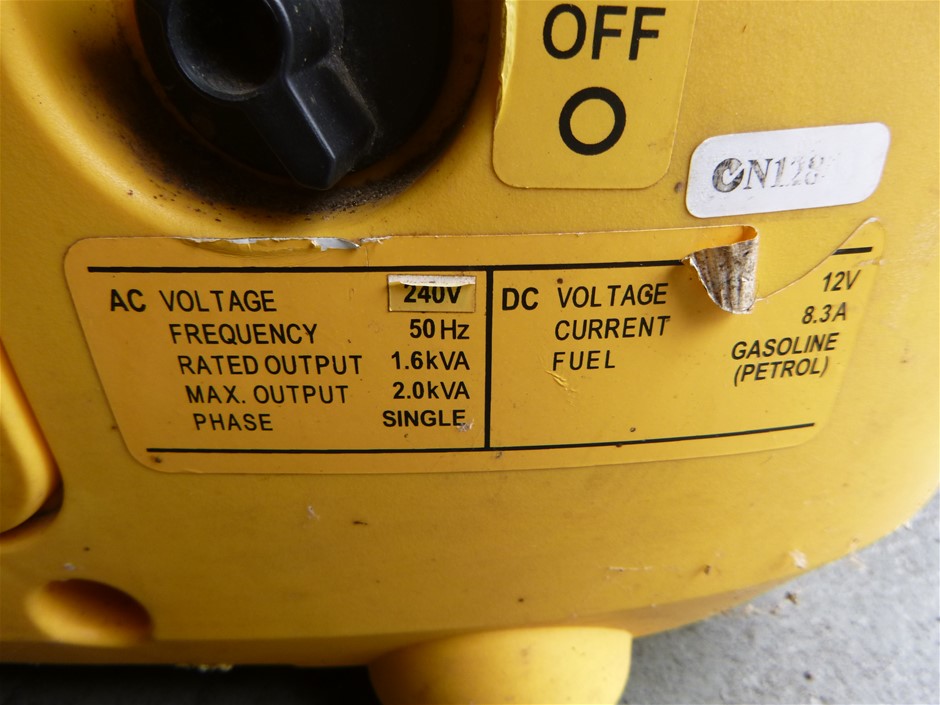 OFF
N128
AC VOLTAGE 240V
FREQUENCY 50Hz
RATED OUTPUT 1.6kVA
MAX. OUTPUT 2.0kVA
PHASE SINGLE
DC VOLTAGE 12V
CURRENT 8.3A
FUEL GASOLINE
(PETROL)